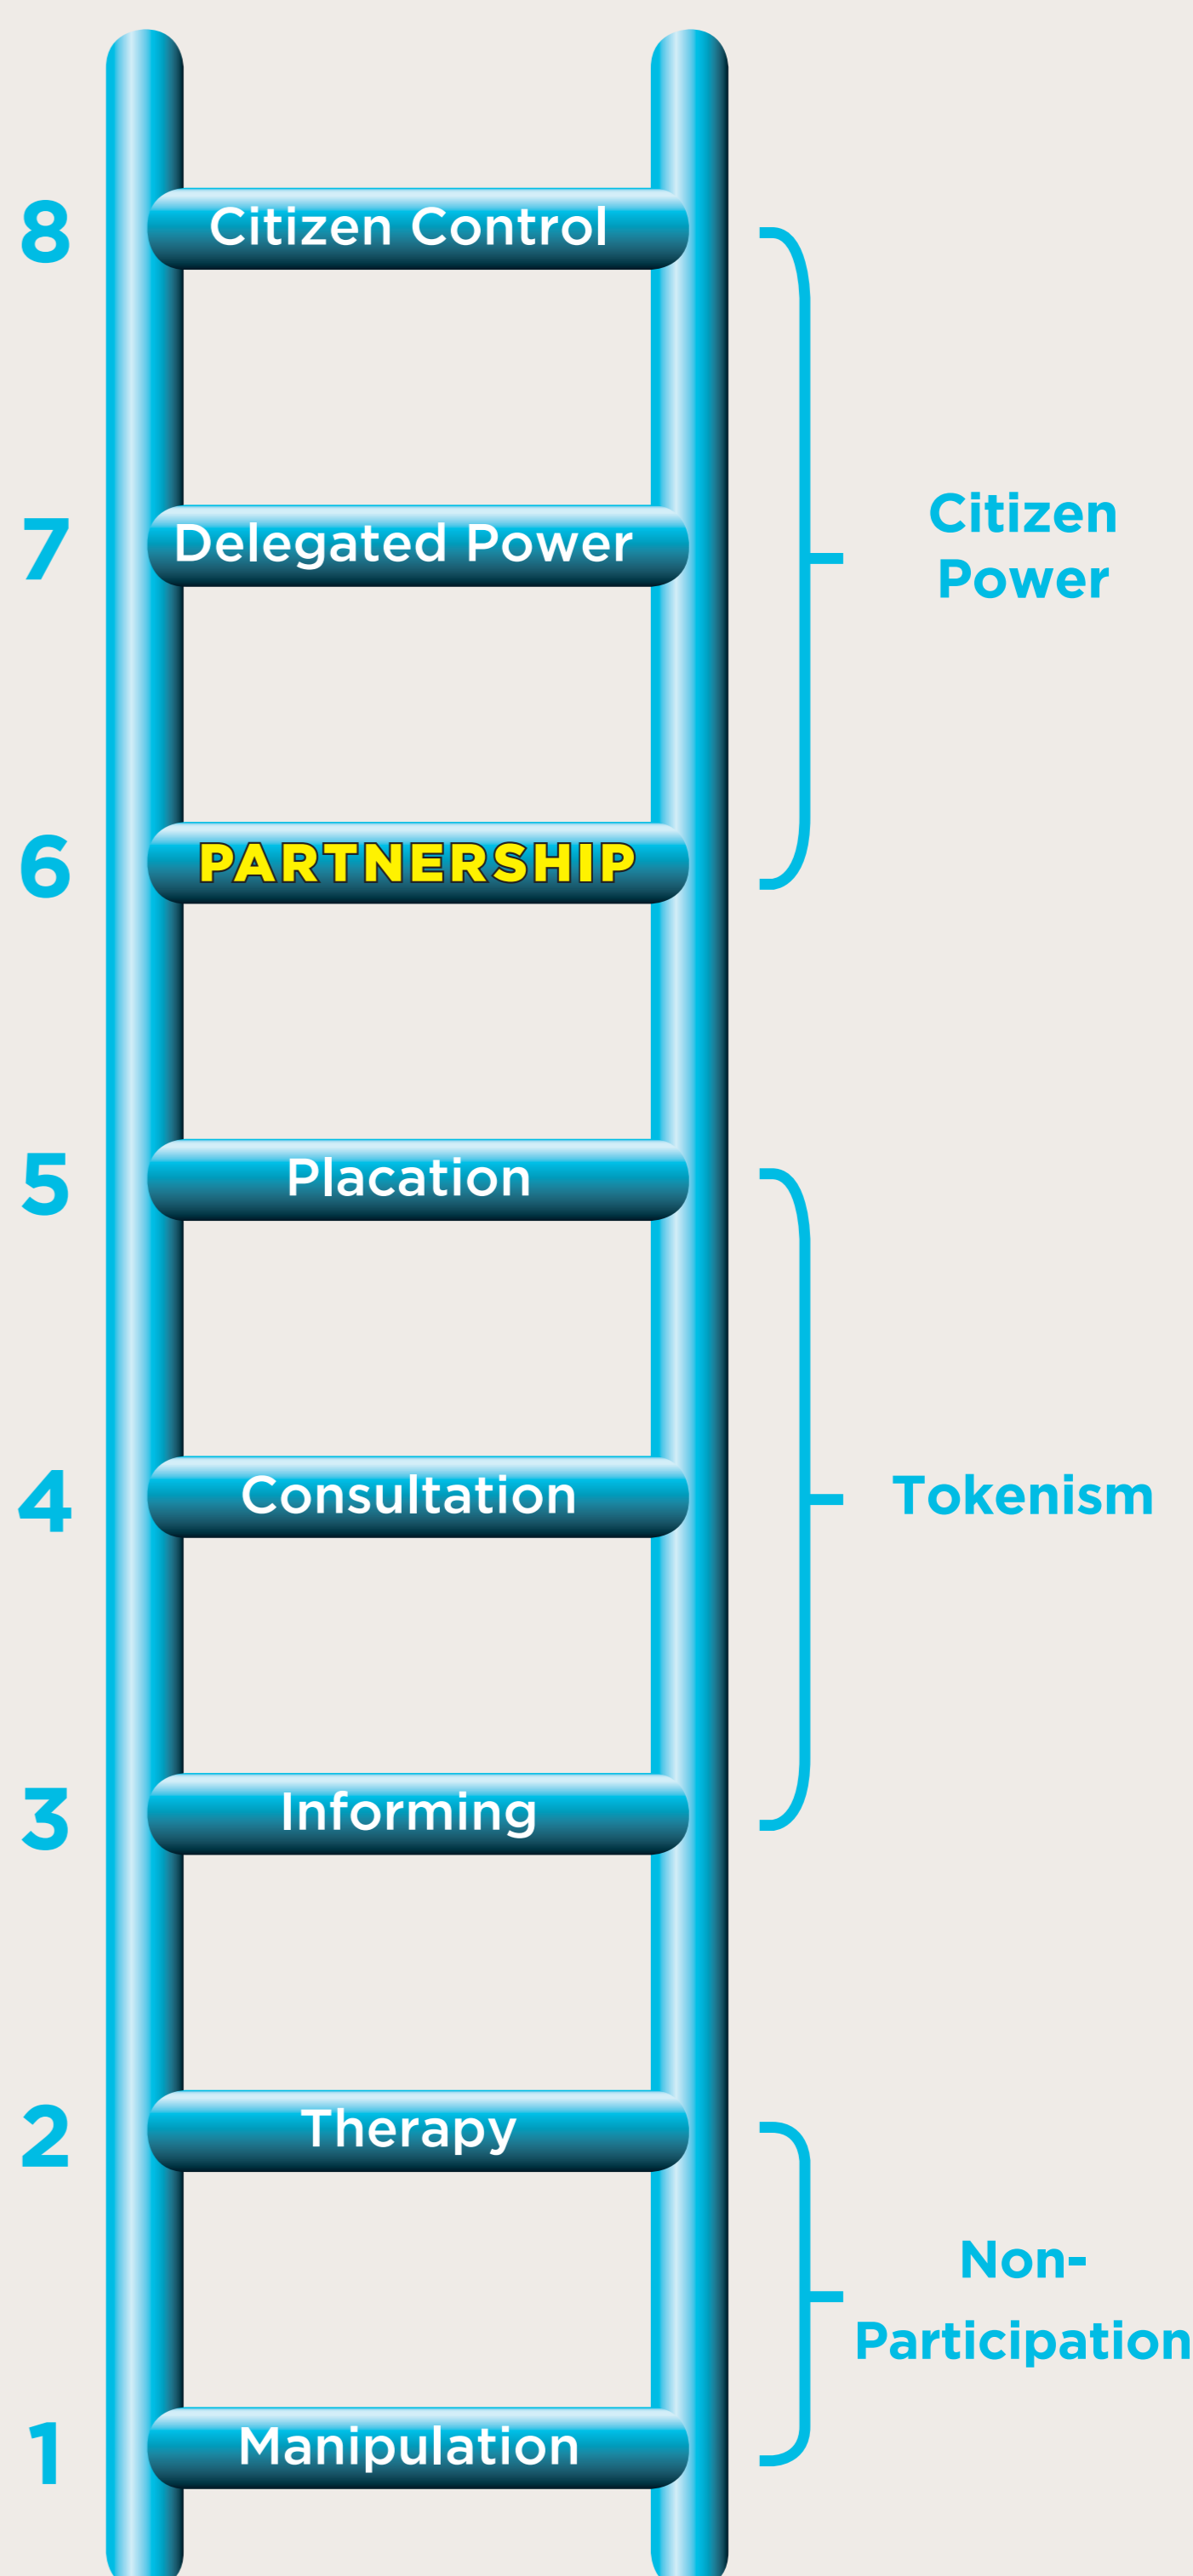 8 Citizen Control
7 Delegated Power
Citizen
Power
6 PARTNERSHIP
5 Placation
4 Consultation
Tokenism
3 Informing
2 Therapy
Non-
Participation
1 Manipulation